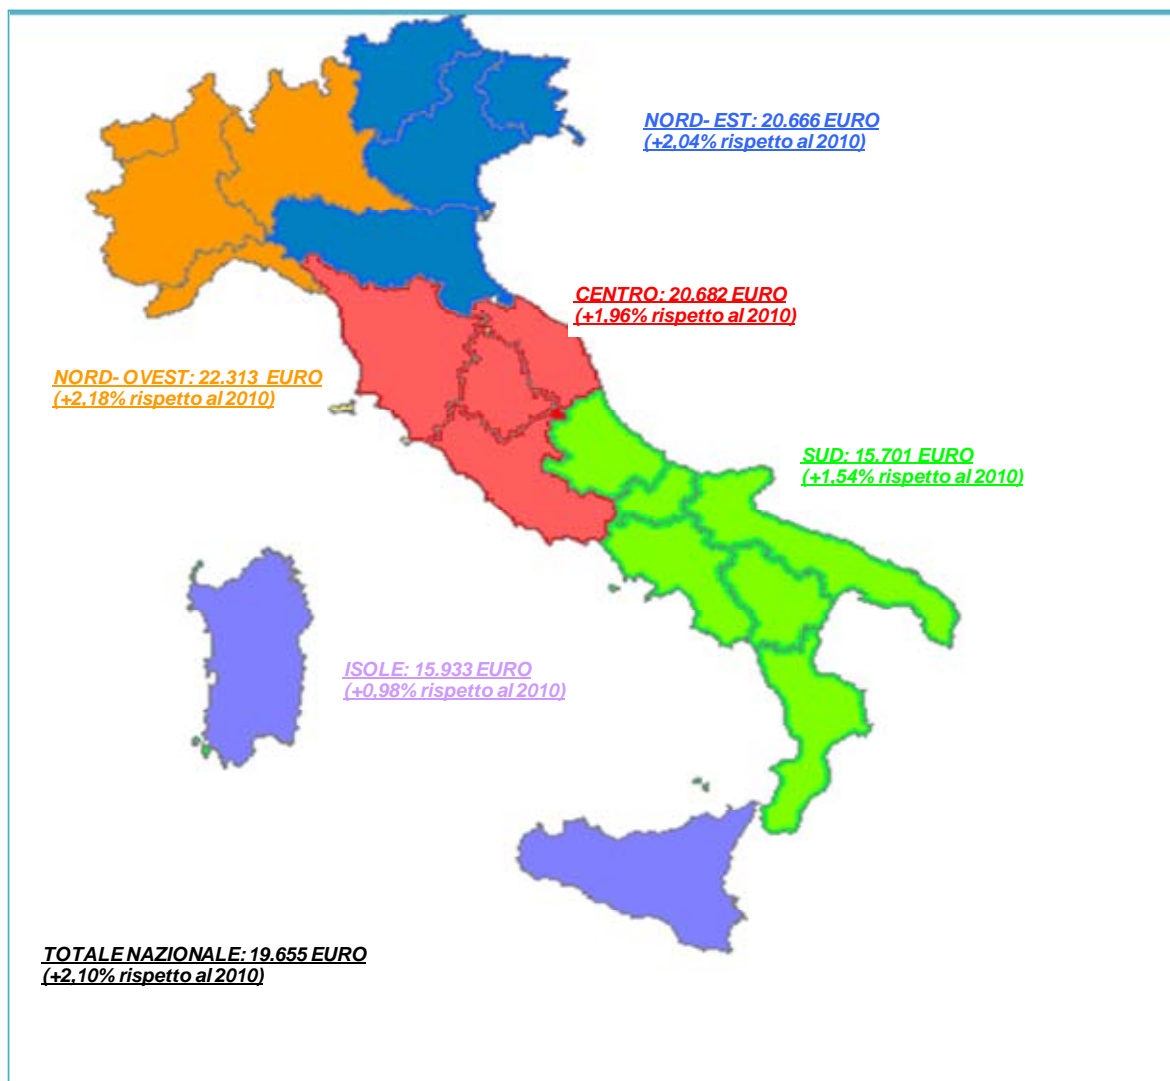 NORD- EST: 20.666 EURO
(+2,04% rispetto al 2010)
CENTRO: 20.682 EURO
(+1,96% rispetto al 2010)
NORD- OVEST: 22.313 EURO
(+2,18% rispetto al 2010)
SUD: 15.701 EURO
(+1,54% rispetto al 2010)
ISOLE: 15.933 EURO
(+0,98% rispetto al 2010)
TOTALE NAZIONALE: 19.655 EURO
(+2,10% rispetto al 2010)